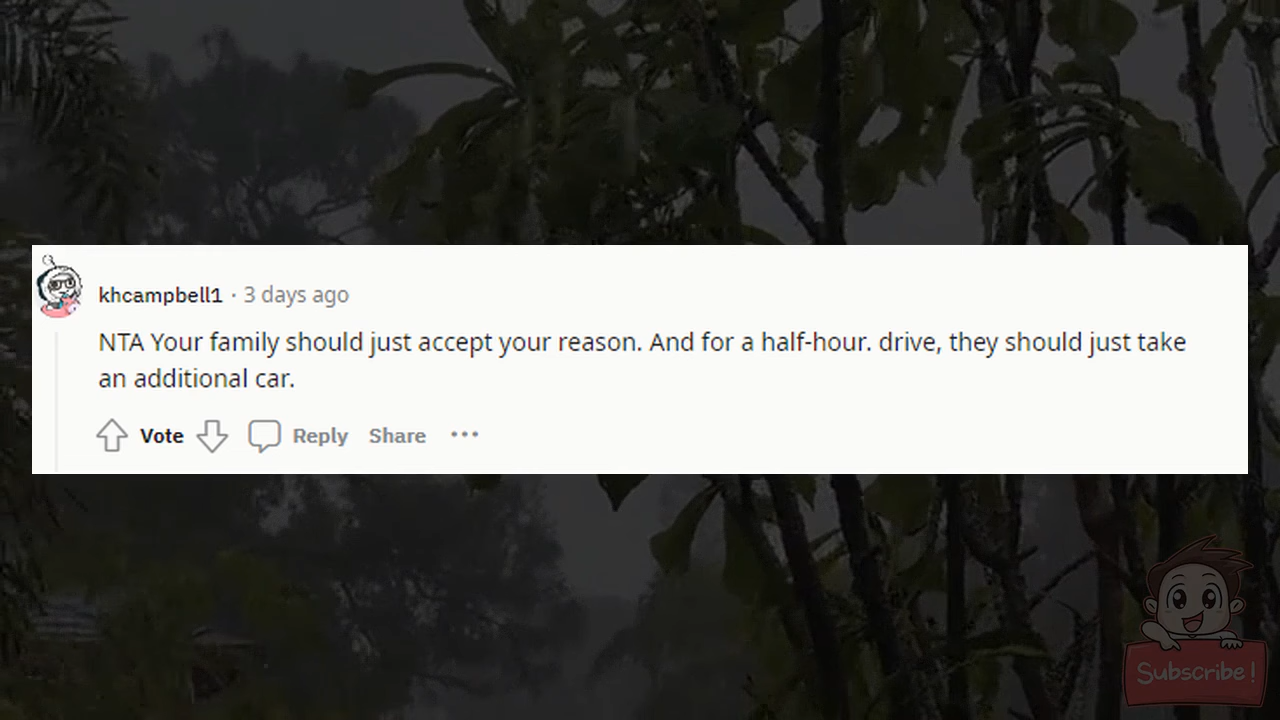 khcampbell1 · 3 days ago
NTA Your family should just accept your reason. And for a half-hour. drive, they should just take
an additional car.
Vote Reply Share ···
Subscribe!